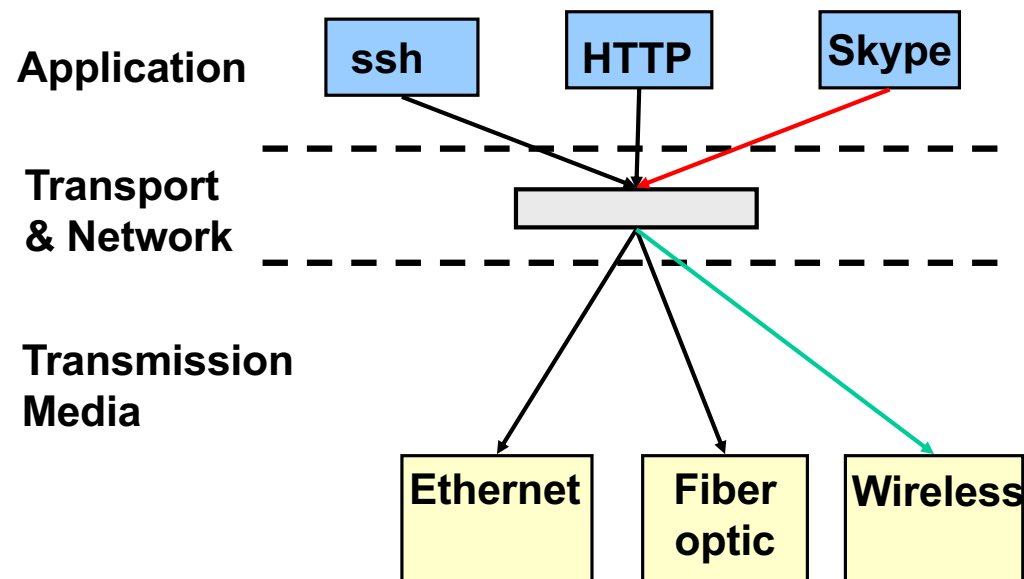 Application
ssh
HTTP
Skype
Transport
& Network
Transmission
Media
Ethernet
Fiber
optic
Wireless